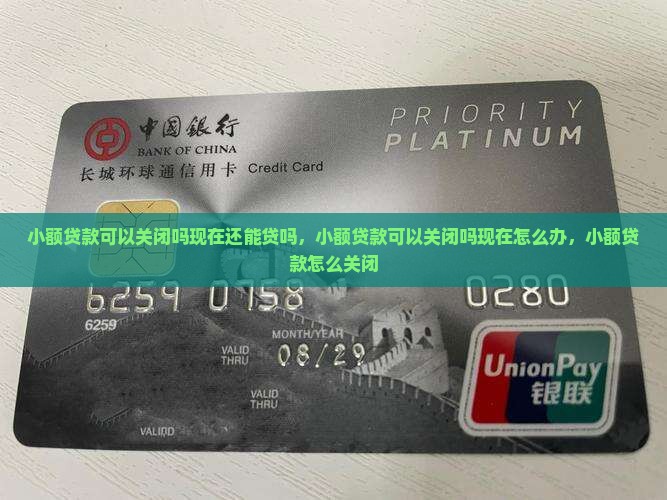 中國銀行
BANK OF CHINA
长城环球通信用卡 Credit Card
PRIORITY
PLATINUM
小额贷款可以关闭吗现在还能贷吗，小额贷款可以关闭吗现在怎么办，小额贷
款怎么关闭
6259 0758 0280
6259
MONTH/YEAR
VALID
THRU
08/29
VALID
THRU
VALID
UnionPay
银联